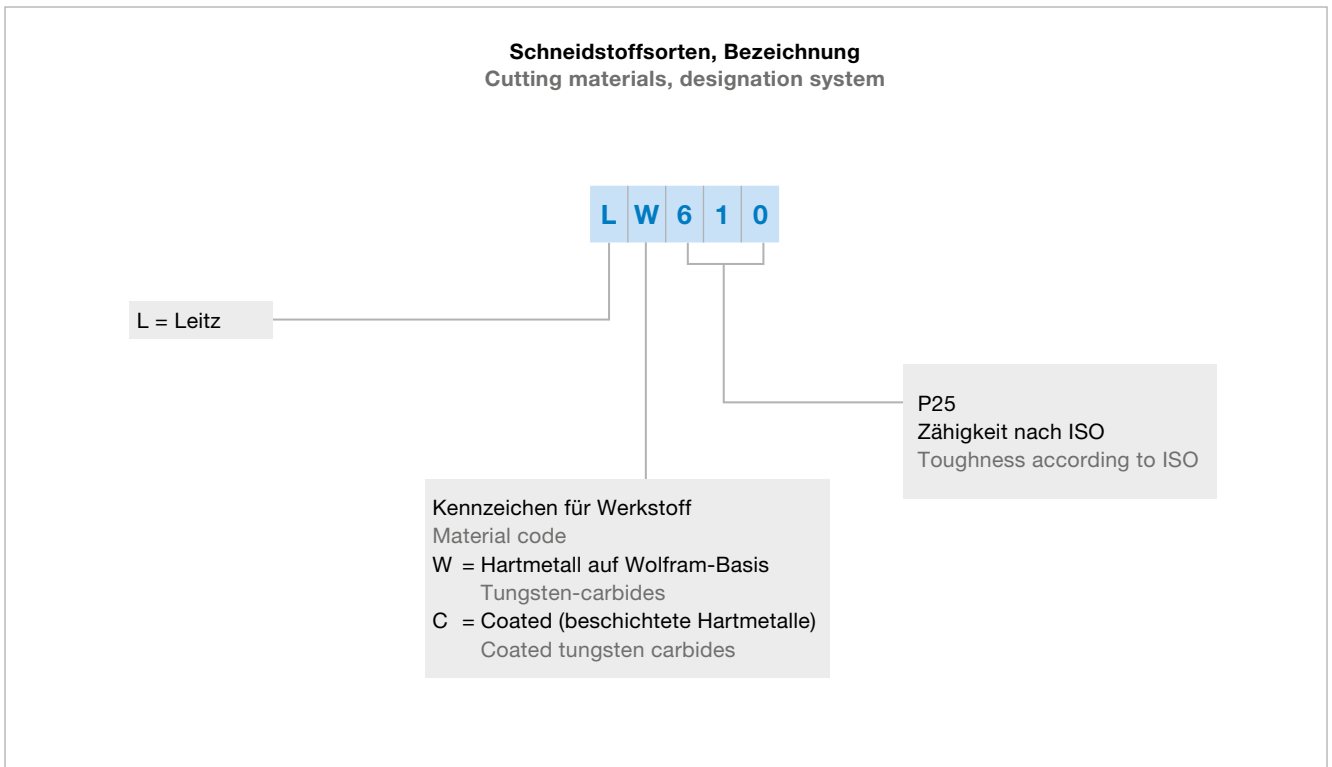 Schneidstoffsorten, Bezeichnung
Cutting materials, designation system
L W 6 1 0
L = Leitz
P25
Zähigkeit nach ISO
Toughness according to ISO
Kennzeichen für Werkstoff
Material code
W = Hartmetall auf Wolfram-Basis
Tungsten-carbides
C = Coated (beschichtete Hartmetalle)
Coated tungsten carbides